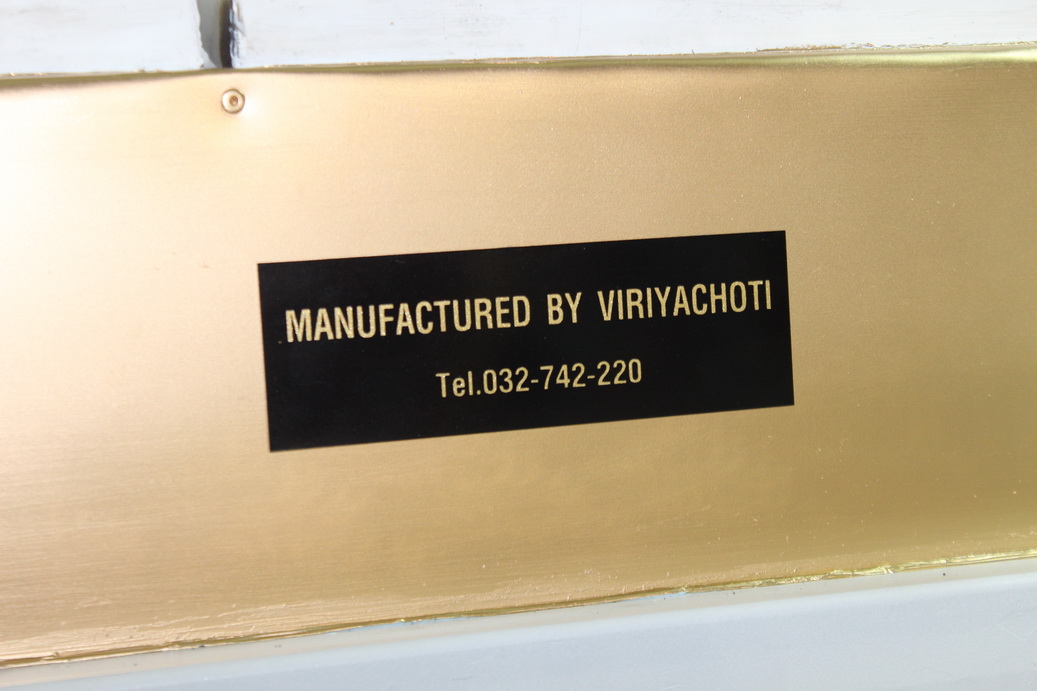 MANUFACTURED BY VIRIYACHOTI
Tel.032-742-220